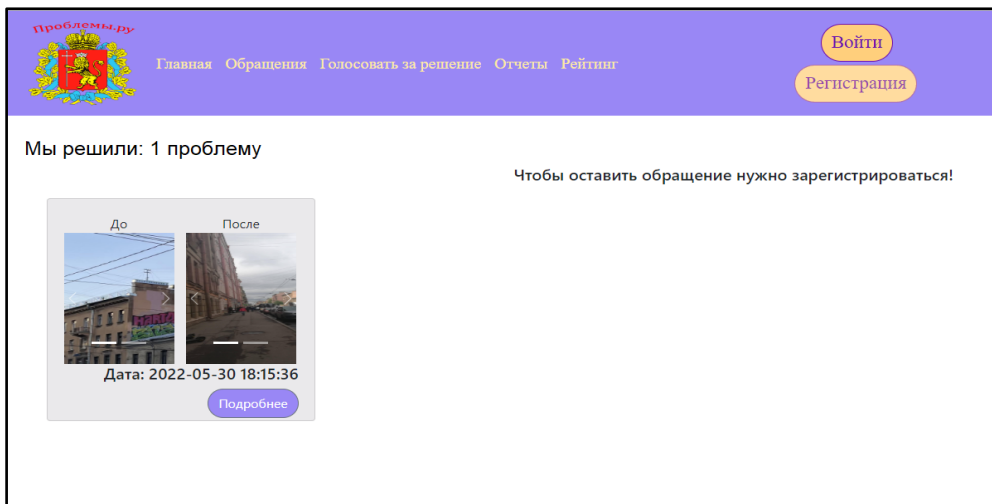 Проблемы.ру
Войти
Главная Обращения Голосовать за решение Отчеты Рейтинг
Регистрация
Мы решили: 1 проблему
Чтобы оставить обращение нужно зарегистрироваться!
До После
Дата: 2022-05-30 18:15:36
Подробнее